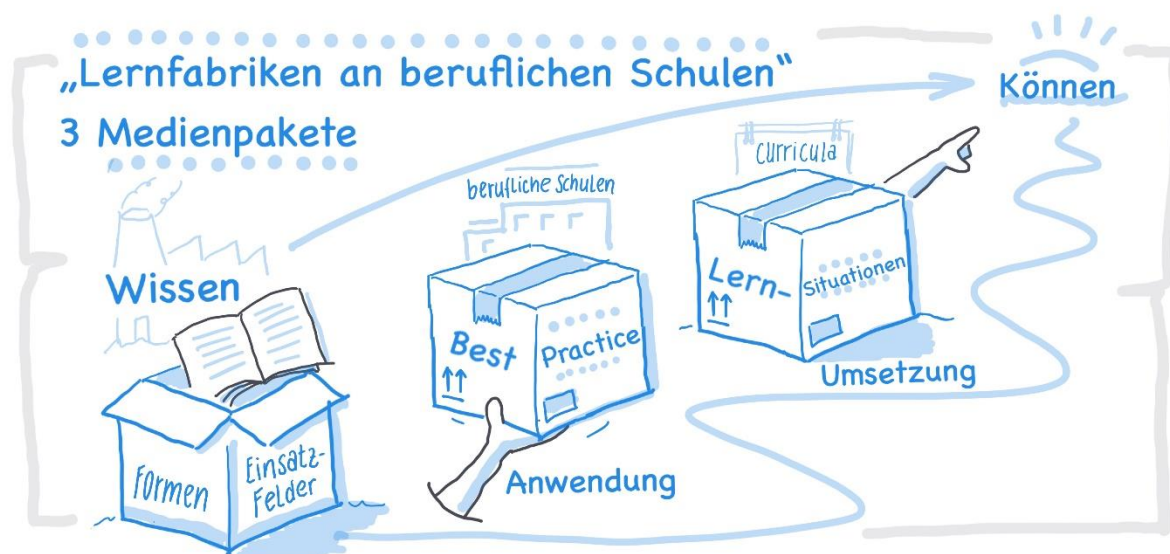 „Lernfabriken an beruflichen Schulen“
3 Medienpakete
Wissen
Formen
Einsatz-
Felder
berufliche Schulen
Best
Practice
Anwendung
Curricula
Lern-
Situationen
Umsetzung
Können